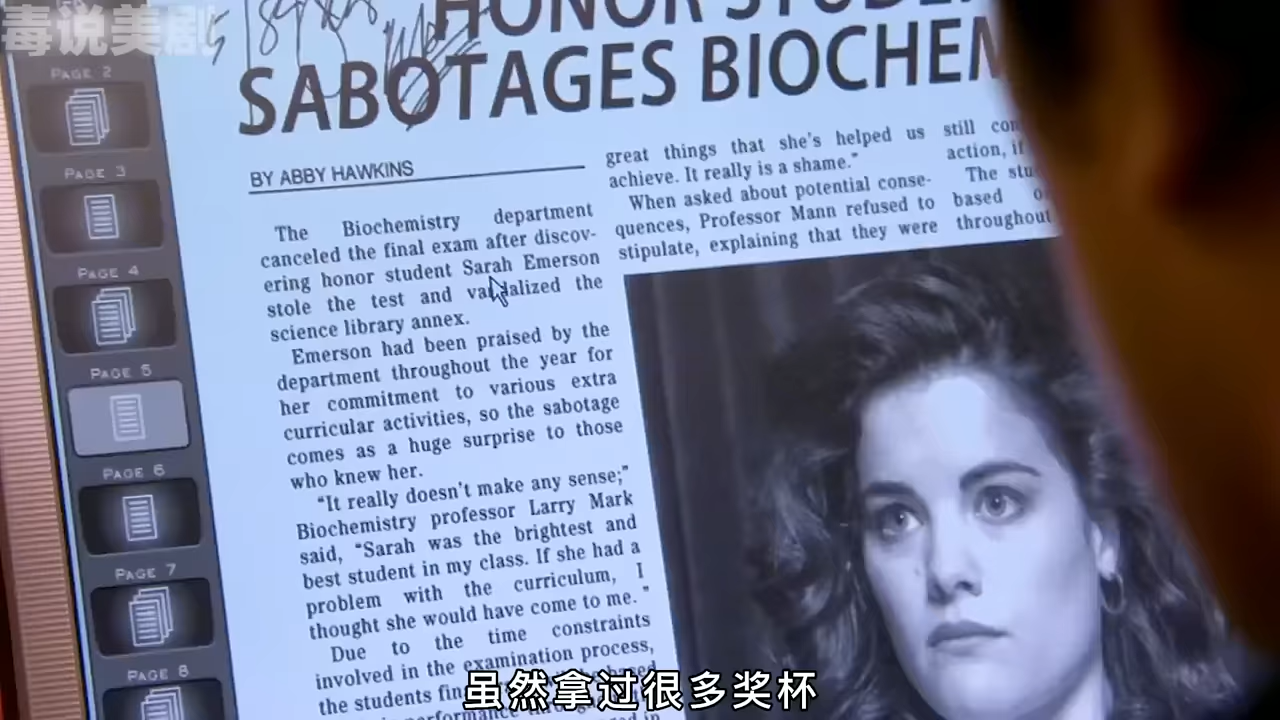 毒说美剧
HONOR
SABOTAGES
BY ABBY HAWKINS
The Biochemistry department
canceled the final exam after discov-
ering honor student Sarah Emerson
stole the test and vandalized the
science library annex.
Emerson had been praised by the
department throughout the year for
her commitment to various extra
curricular activities, so the sabotage
comes as a huge surprise to those
who knew her.
“It really doesn't make any sense;”
Biochemistry professor Larry Mark
said, “Sarah was the brightest and
best student in my class. If she had a
problem with the curriculum, I
thought she would have come to me. ”
Due to the time constraints
involved in the examination process,
the students
great things that she's helped us
achieve. It really is a shame.”
When asked about potential conse-
quences, Professor Mann refused to
stipulate, explaining that they were
still
action, if
The
based
throughout
PAGE 2
PAGE 3
PAGE 4
PAGE 5
PAGE 6
PAGE 7
PAGE 8
虽然拿过很多奖杯